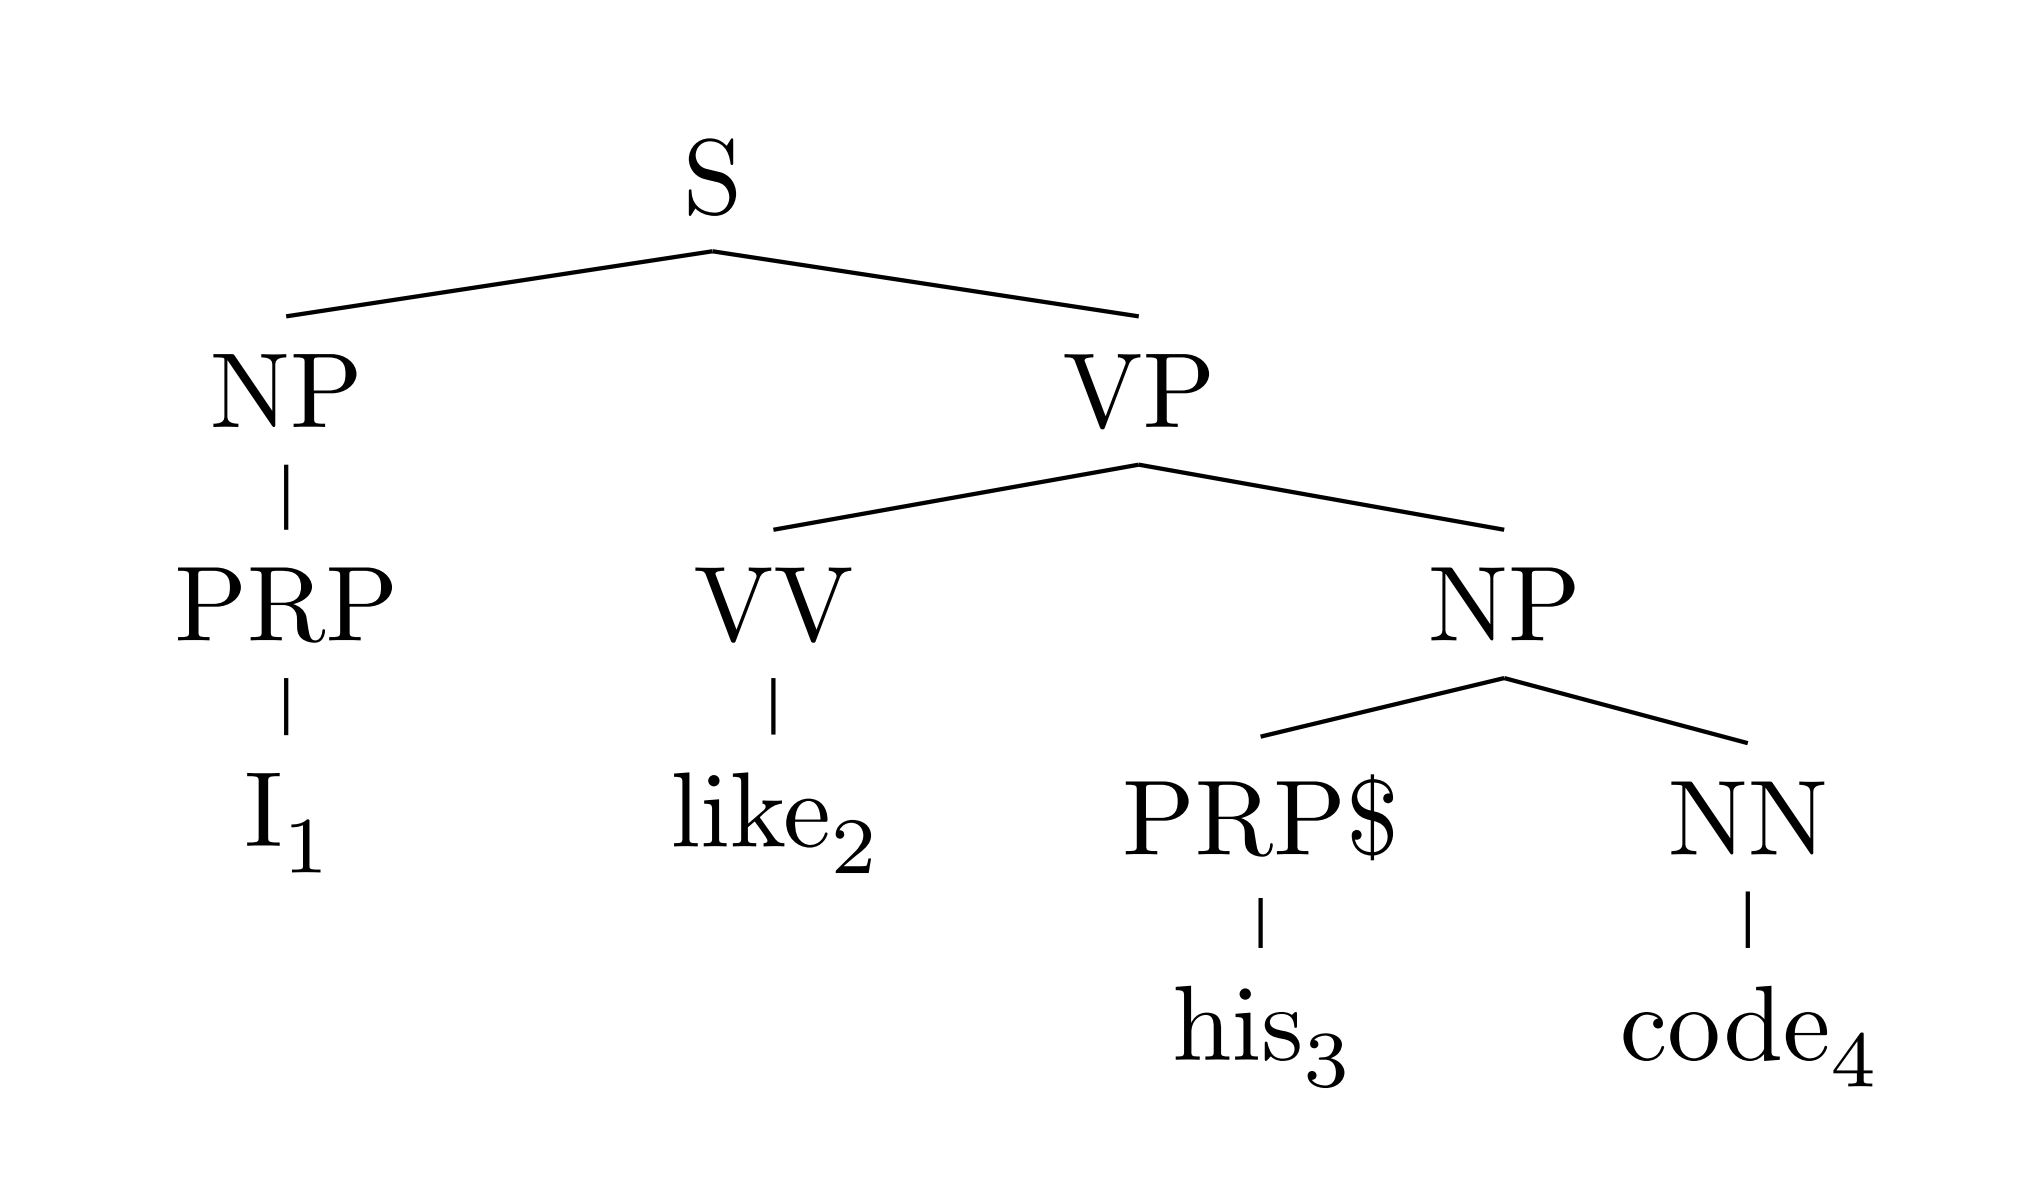 S
NP VP
PRP VV NP
I₁ like₂ PRP$ NN
his₃ code₄